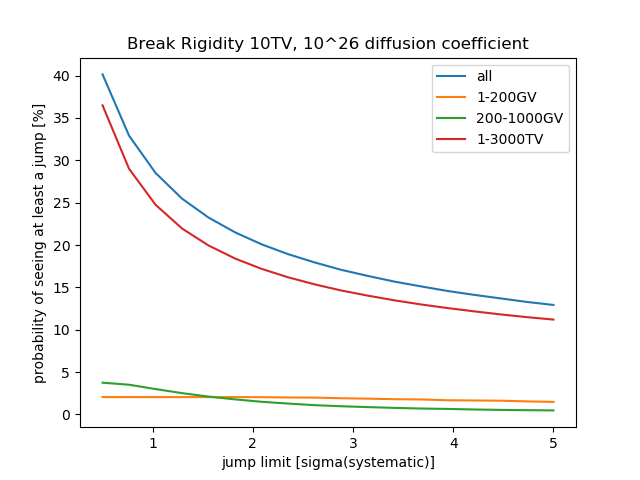 Break Rigidity 10TV, 10^26 diffusion coefficient
probability of seeing at least a jump [%]
40
35
30
25
20
15
10
5
0
all
1-200GV
200-1000GV
1-3000TV
1 2 3 4 5
jump limit [sigma(systematic)]